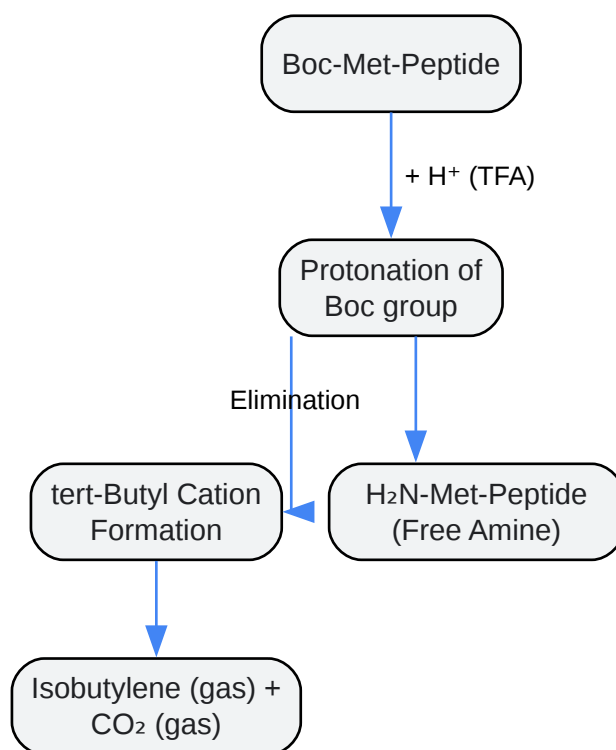 Boc-Met-Peptide
+ H⁺ (TFA)
Protonation of
Boc group
Elimination
tert-Butyl Cation
Formation
H₂N-Met-Peptide
(Free Amine)
Isobutylene (gas) +
CO₂ (gas)